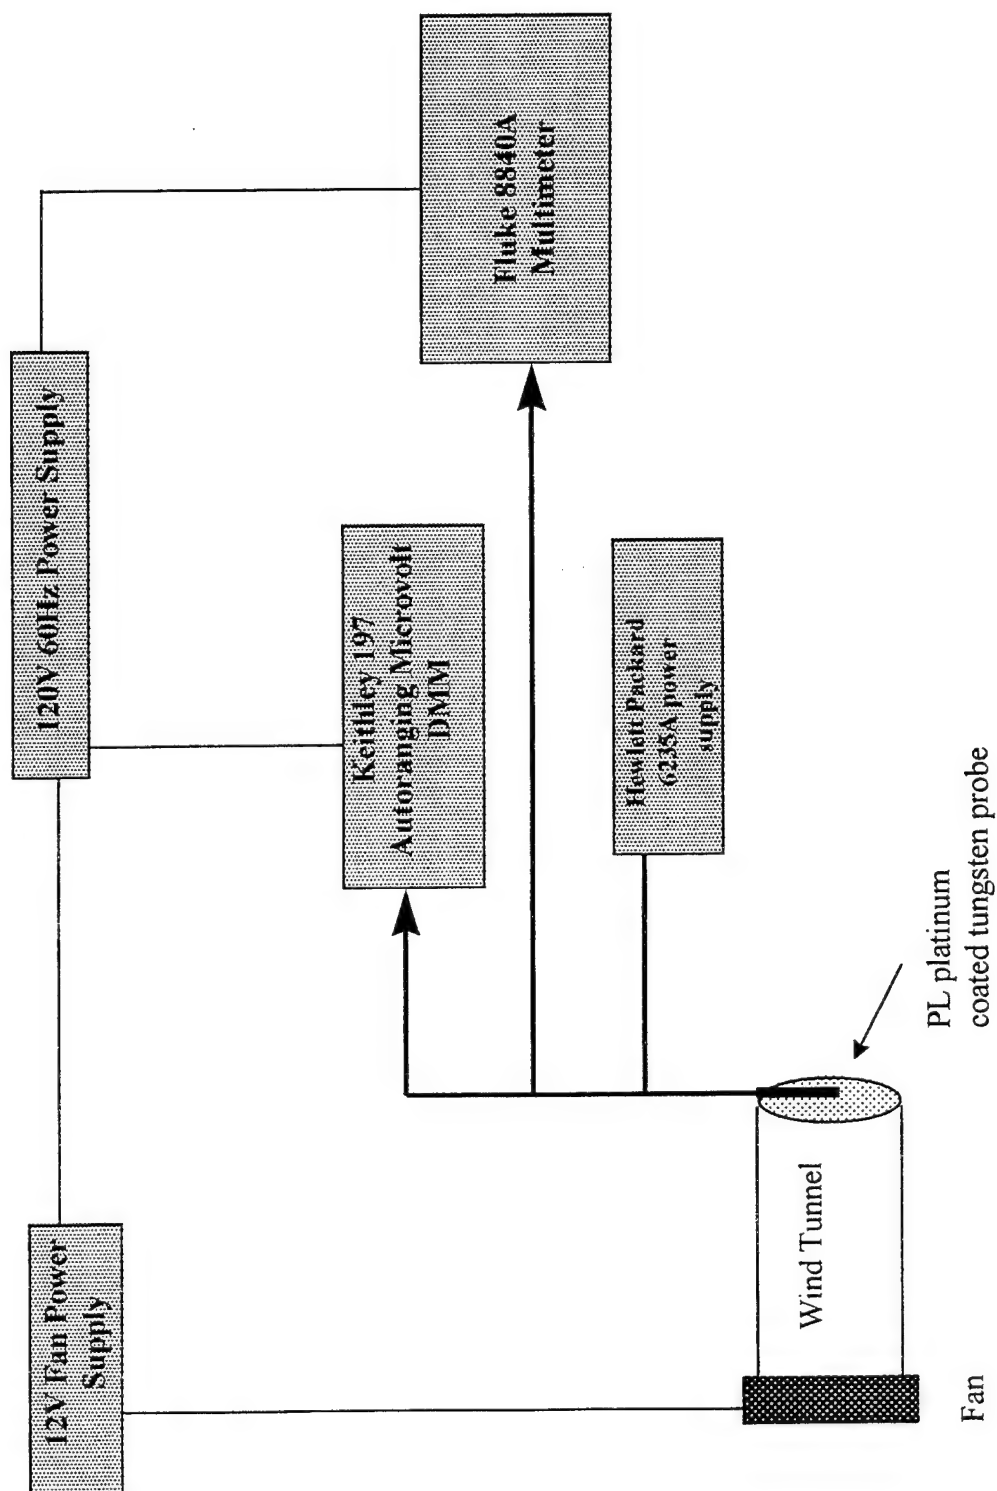 12V Fan Power
Supply
120V 60Hz Power Supply
Keithley 197
Autoranging Microvolt
DMM
Fluke 8840A
Multimeter
Hewlett Packard
6235A power
supply
Wind Tunnel
Fan
PL platinum
coated tungsten probe